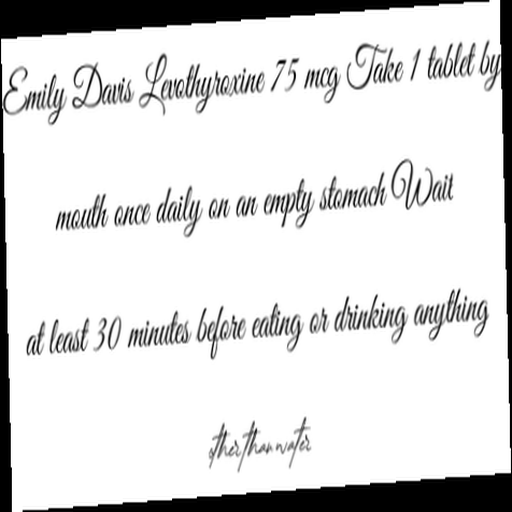 Emily Davis Levothyroxine 75 mcg Take 1 tablet by
mouth once daily on an empty stomach Wait
at least 30 minutes before eating or drinking anything
other than water